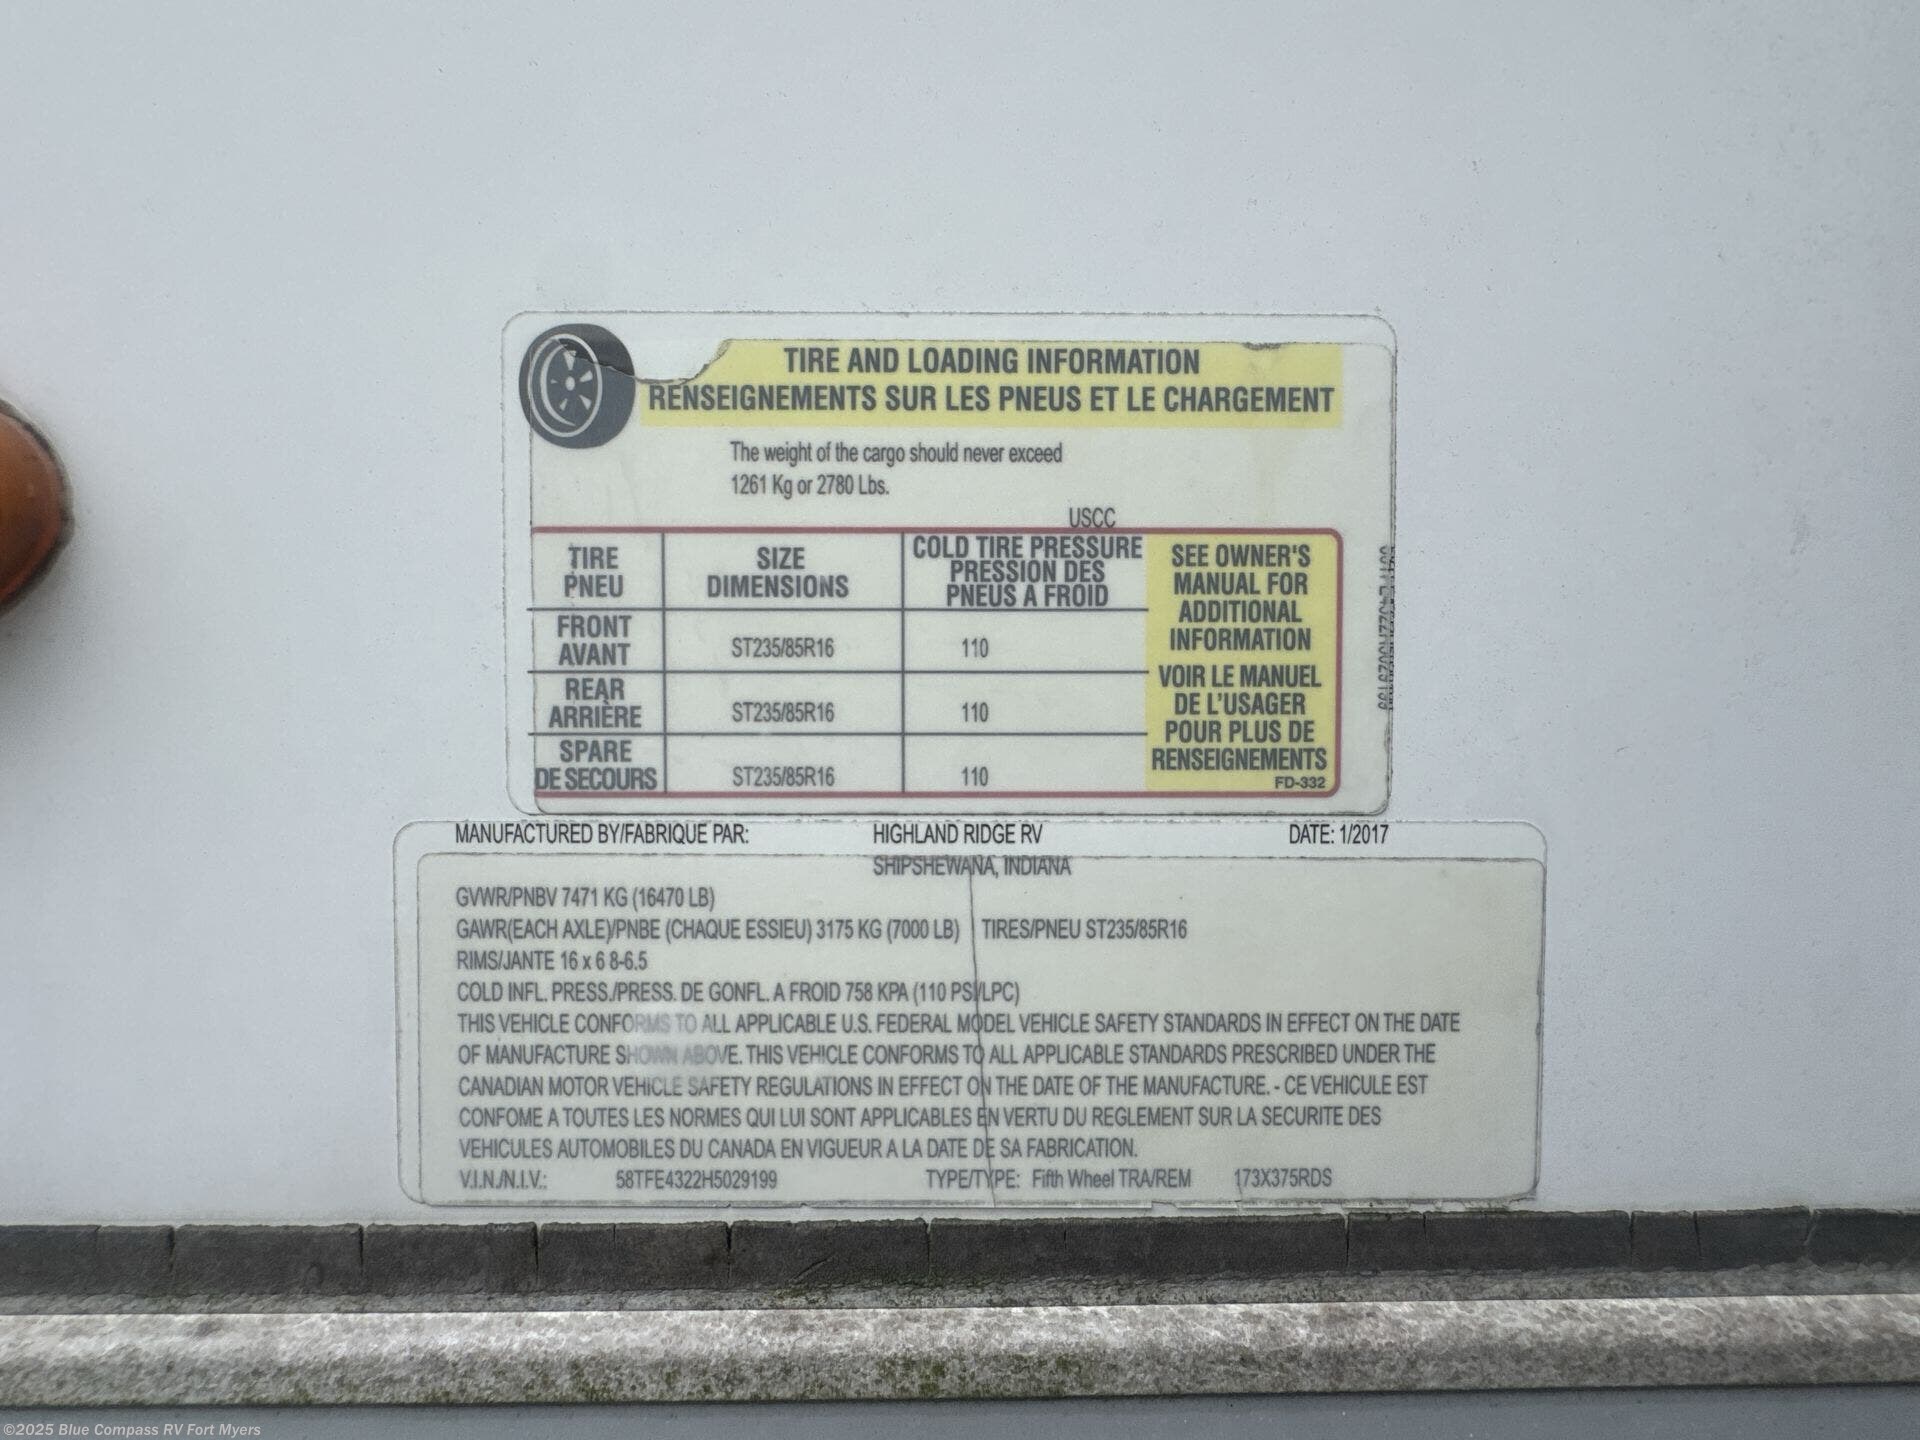 TIRE AND LOADING INFORMATION
RENSEIGNEMENTS SUR LES PNEUS ET LE CHARGEMENT
The weight of the cargo should never exceed
1261 Kg or 2780 Lbs.
USCC
TIRE
PNEU
SIZE
DIMENSIONS
COLD TIRE PRESSURE
PRESSION DES
PNEUS A FROID
FRONT
AVANT
ST235/85R16
110
REAR
ARRIÈRE
ST235/85R16
110
SPARE
DE SECOURS
ST235/85R16
110
SEE OWNER'S
MANUAL FOR
ADDITIONAL
INFORMATION
VOIR LE MANUEL
DE L'USAGER
POUR PLUS DE
RENSEIGNEMENTS
FD-332
MANUFACTURED BY/FABRIQUE PAR: HIGHLAND RIDGE RV DATE: 1/2017
SHIPSHEWANA, INDIANA
GVWR/PNBV 7471 KG (16470 LB)
GAWR(EACH AXLE)/PNBE (CHAQUE ESSIEU) 3175 KG (7000 LB) TIRES/PNEU ST235/85R16
RIMS/JANTE 16 x 6 8-6.5
COLD INFL. PRESS./PRESS. DE GONFL. A FROID 758 KPA (110 PSI/LPC)
THIS VEHICLE CONFORMS TO ALL APPLICABLE U.S. FEDERAL MODEL VEHICLE SAFETY STANDARDS IN EFFECT ON THE DATE
OF MANUFACTURE SHOWN ABOVE. THIS VEHICLE CONFORMS TO ALL APPLICABLE STANDARDS PRESCRIBED UNDER THE
CANADIAN MOTOR VEHICLE SAFETY REGULATIONS IN EFFECT ON THE DATE OF THE MANUFACTURE. - CE VEHICULE EST
CONFOME A TOUTES LES NORMES QUI LUI SONT APPLICABLES EN VERTU DU REGLEMENT SUR LA SECURITE DES
VEHICULES AUTOMOBILES DU CANADA EN VIGUEUR A LA DATE DE SA FABRICATION.
V.I.N./N.I.V.: 58TFE4322H5029199 TYPE/TYPE: Fifth Wheel TRA/REM 173X375RDS
©2025 Blue Compass RV Fort Myers